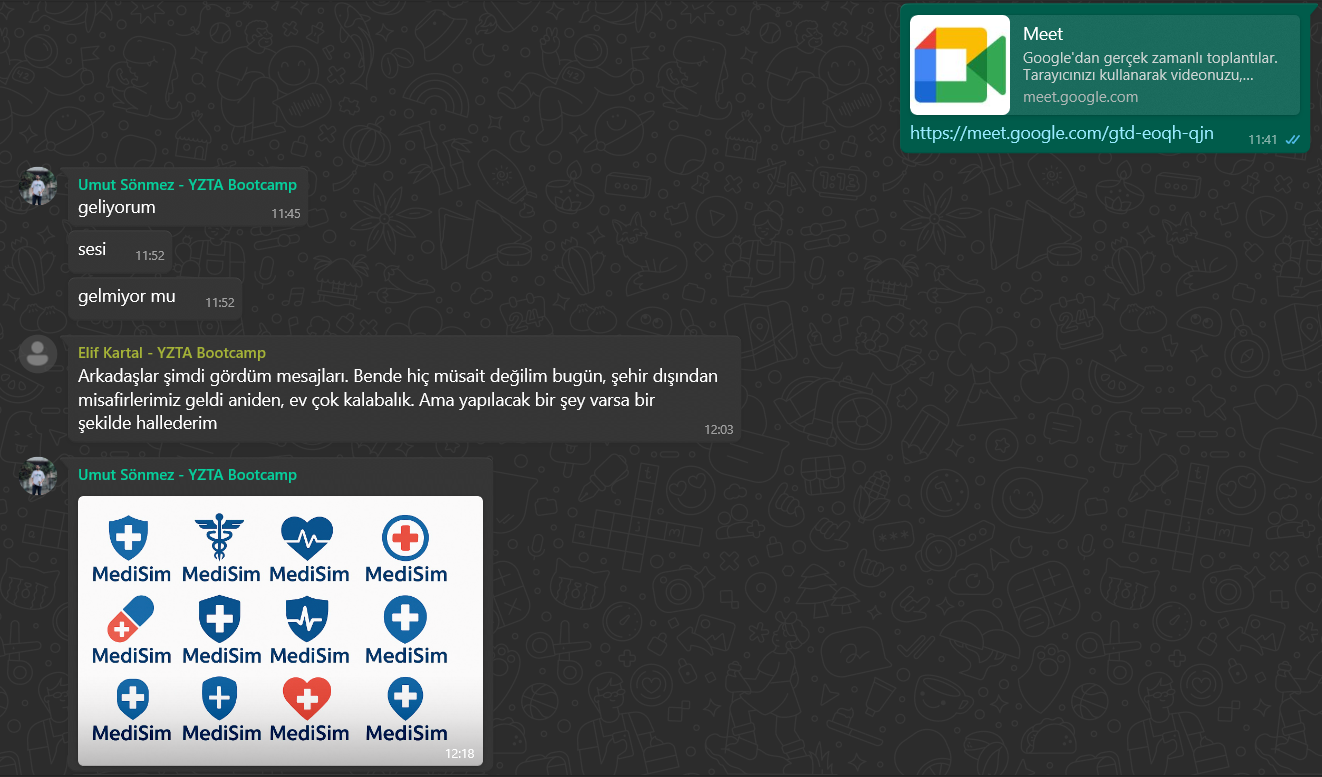 Meet
Google'dan gerçek zamanlı toplantılar.
Tarayıcınızı kullanarak videonuzu,...
meet.google.com
https://meet.google.com/gtd-eoqh-qjn
11:41
Umut Sönmez - YZTA Bootcamp
geliyorum
11:45
sesi
11:52
gelmiyor mu
11:52
Elif Kartal - YZTA Bootcamp
Arkadaşlar şimdi gördüm mesajları. Bende hiç müsait değilim bugün, şehir dışından
misafirlerimiz geldi aniden, ev çok kalabalık. Ama yapılacak bir şey varsa bir
şekilde hallederim
12:03
Umut Sönmez - YZTA Bootcamp
MediSim MediSim MediSim MediSim
MediSim MediSim MediSim MediSim
MediSim MediSim MediSim MediSim
12:18